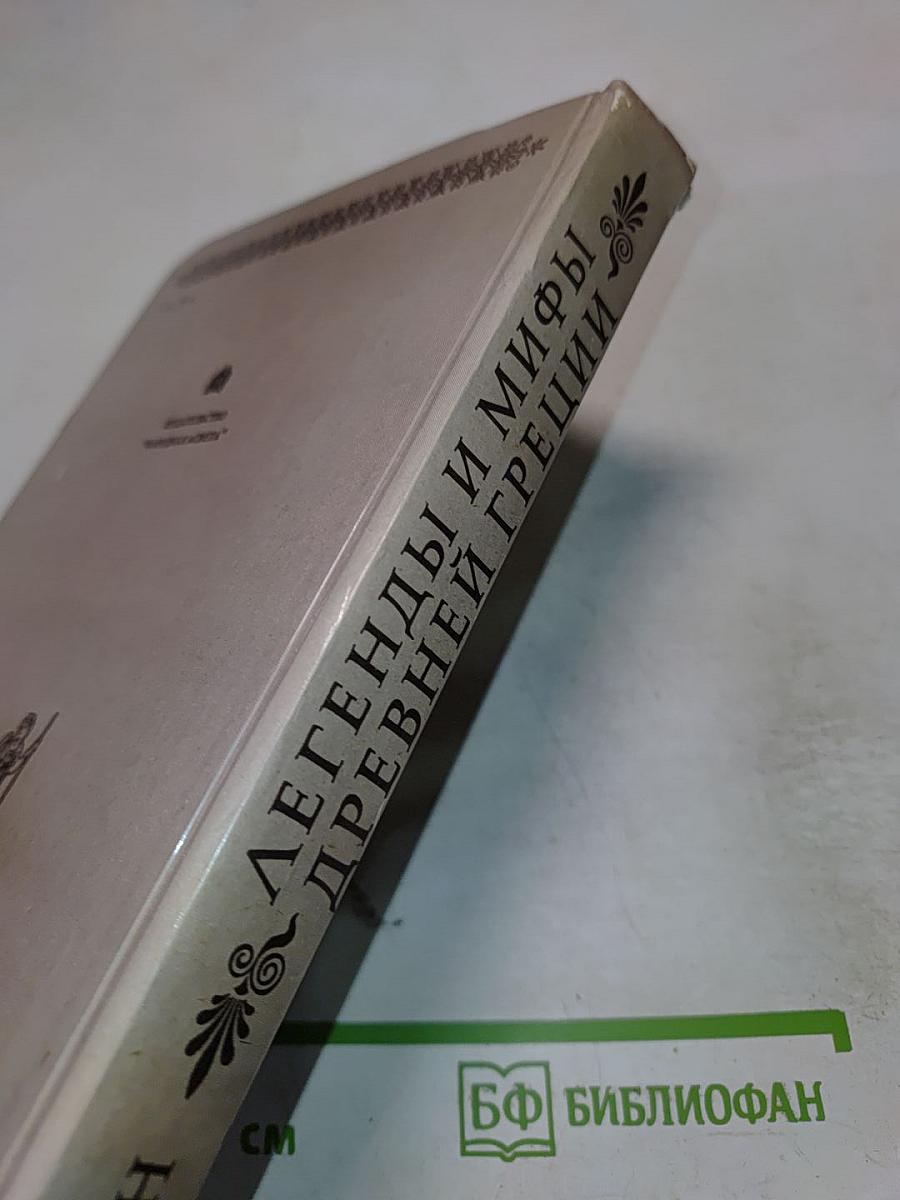 ЛЕГЕНДЫ И МИФЫ
ДРЕВНЕЙ ГРЕЦИИ
Н
см
БФ БИБЛИОФАН